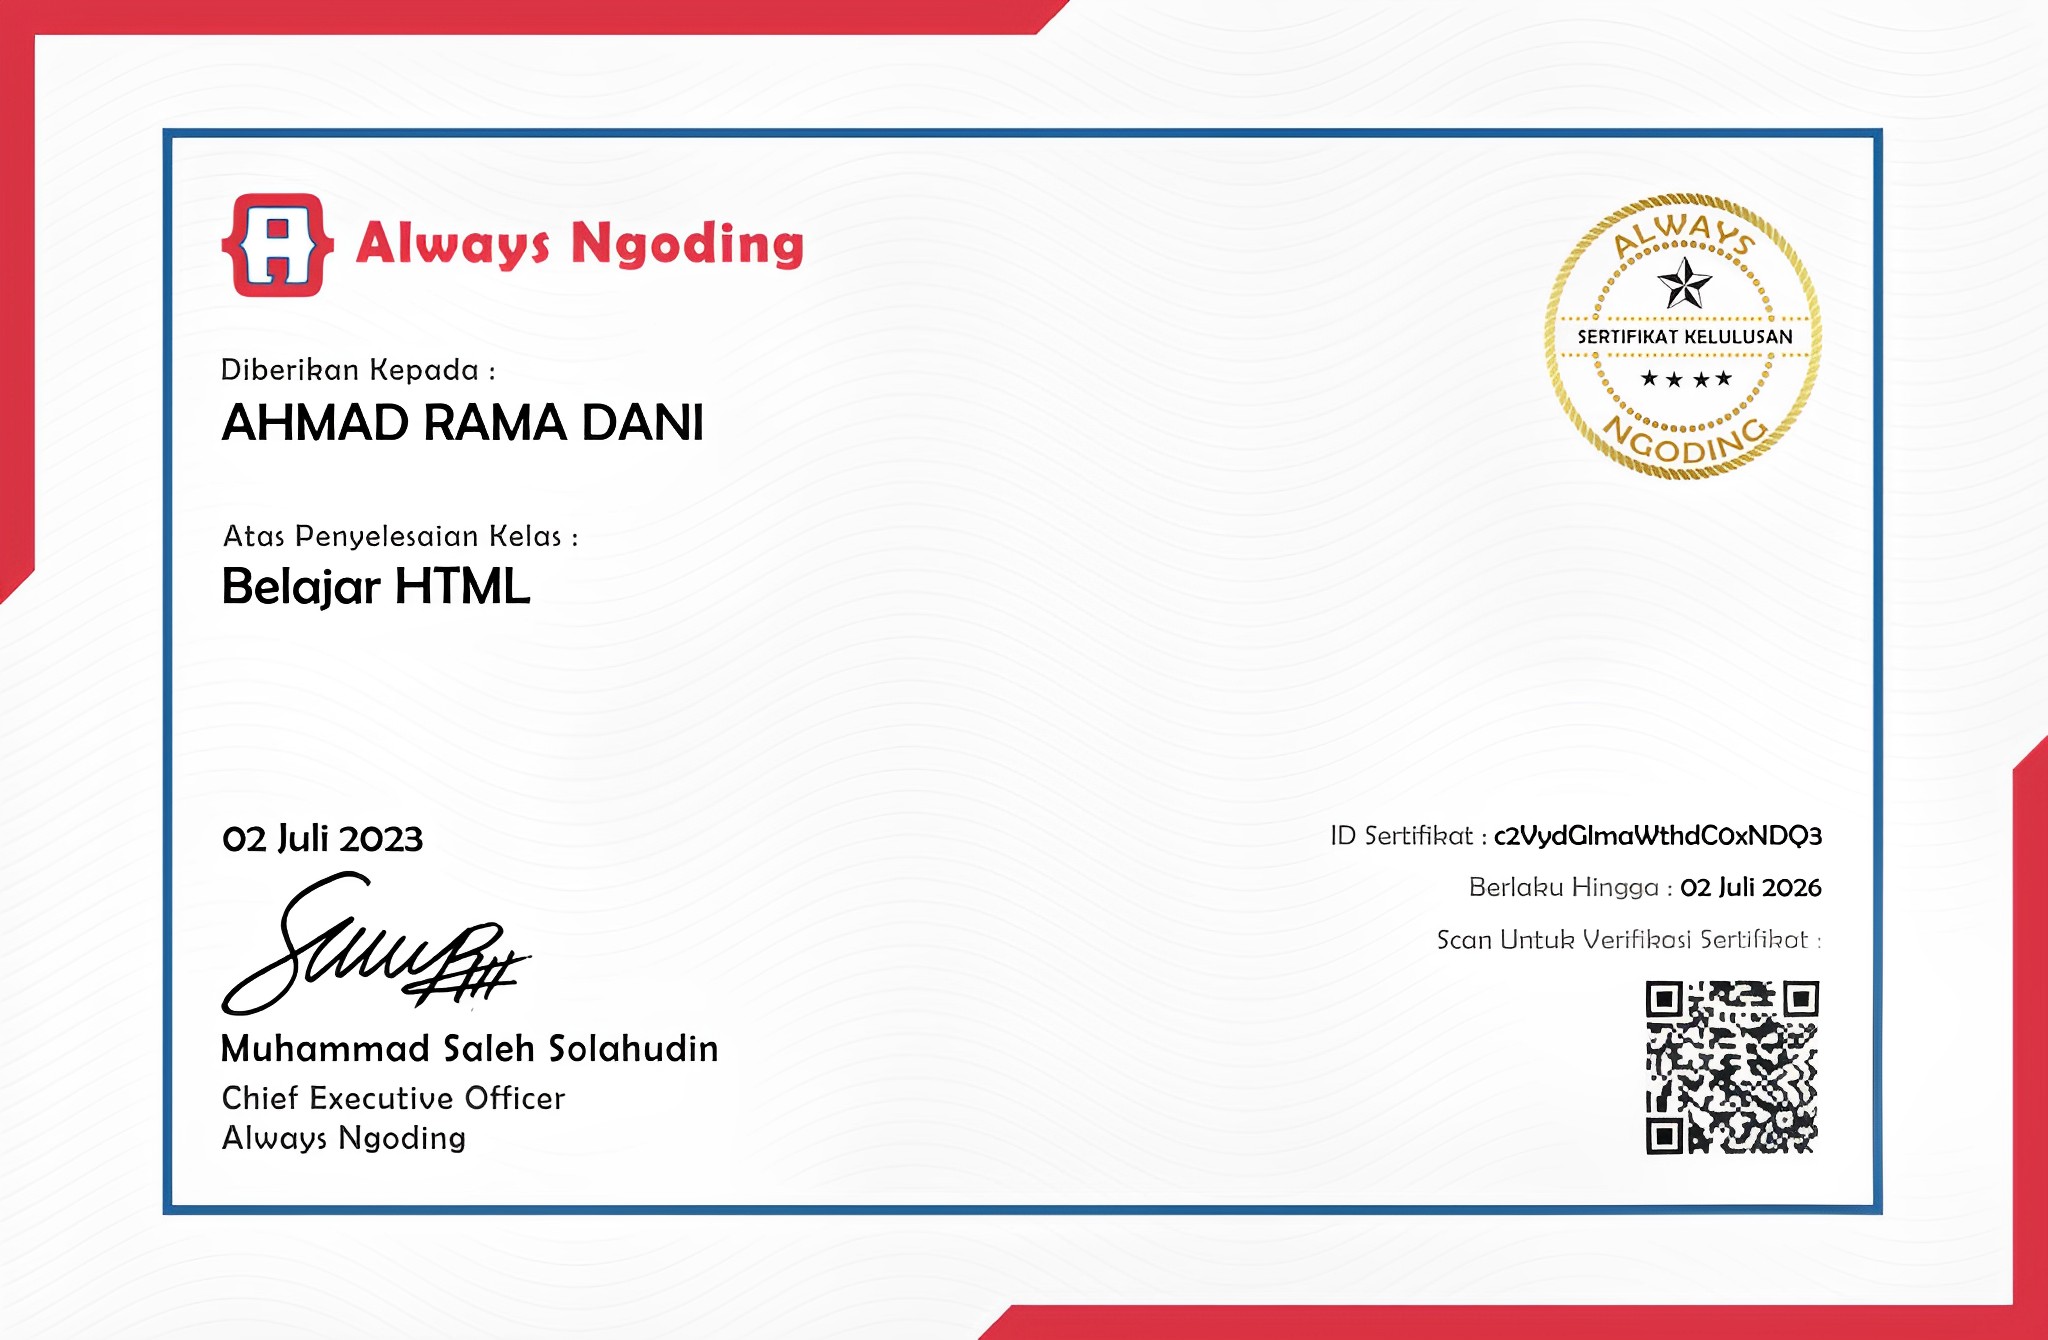 Always Ngoding
ALWAYS
SERTIFIKAT KELULUSAN
NGODING
Diberikan Kepada :
AHMAD RAMA DANI
Atas Penyelesaian Kelas :
Belajar HTML
02 Juli 2023
Muhammad Saleh Solahudin
Chief Executive Officer
Always Ngoding
ID Sertifikat : c2VydGlmaWthdC0xNDQ3
Berlaku Hingga : 02 Juli 2026
Scan Untuk Verifikasi Sertifikat :